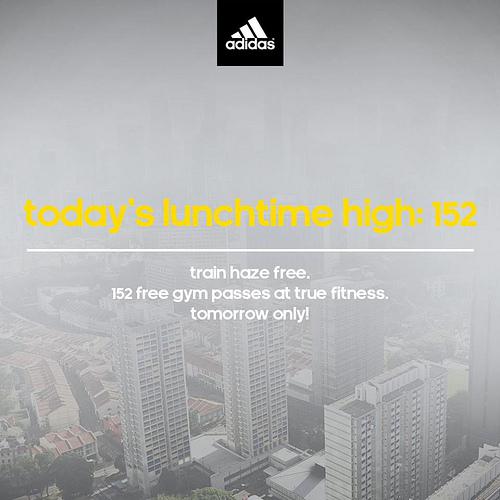 adidas
today's lunchtime high: 152
train haze free.
152 free gym passes at true fitness.
tomorrow only!